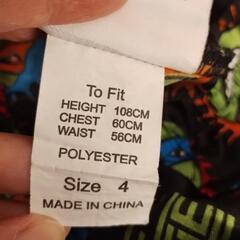 To Fit
HEIGHT 108CM
CHEST 60CM
WAIST 56CM
POLYESTER
Size 4
MADE IN CHINA